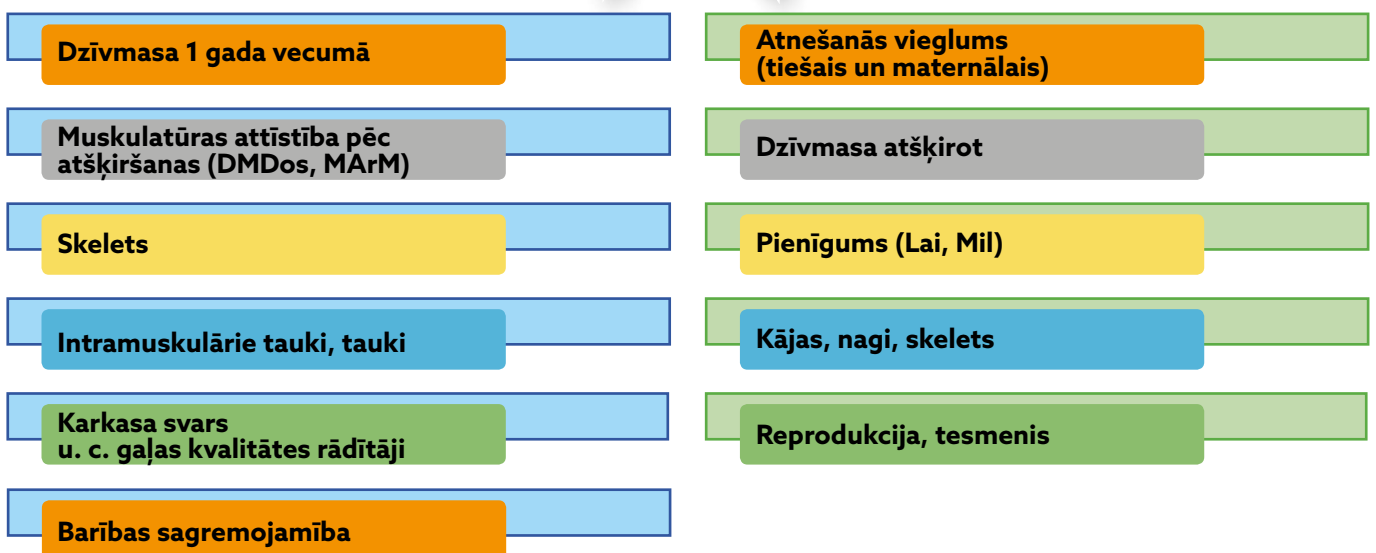 Dzīvmasa 1 gada vecumā
Muskulatūras attīstība pēc
atšķiršanas (DMDos, MArM)
Skelets
Intramuskulārie tauki, tauki
Karkasa svars
u. c. gaļas kvalitātes rādītāji
Barības sagremojamība
Atnešanās vieglums
(tiešais un maternālais)
Dzīvmasa atšķirot
Pienīgums (Lai, Mil)
Kājas, nagi, skelets
Reprodukcija, tesmenis